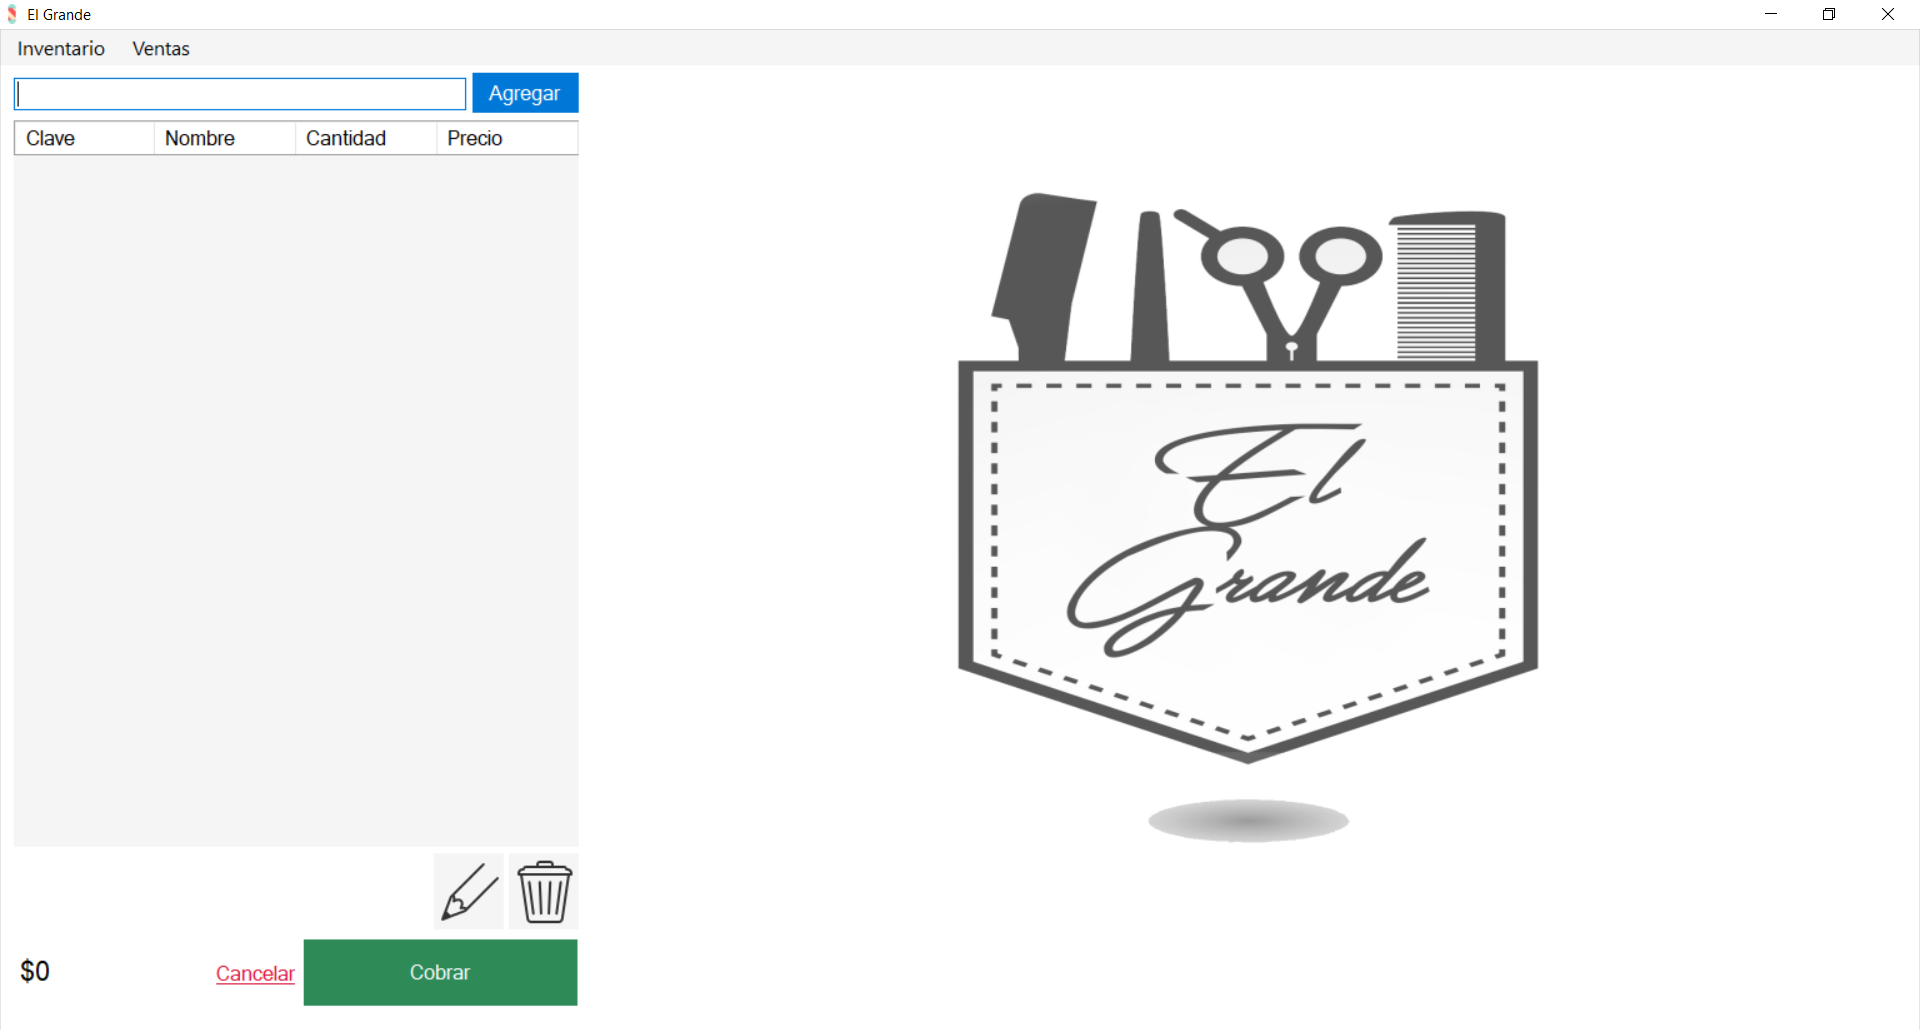 El Grande
Inventario Ventas
Agregar
Clave Nombre Cantidad Precio
El
Grande
$0 Cancelar Cobrar